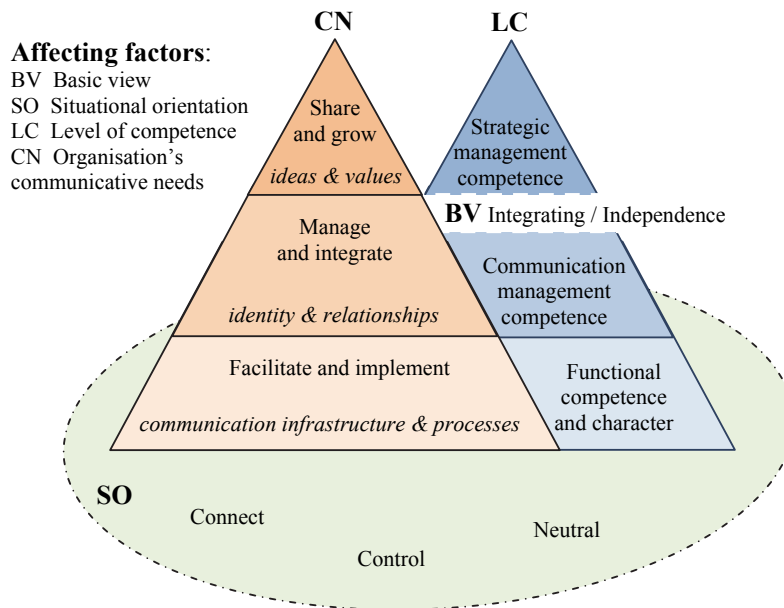 CN
LC
Affecting factors:
BV Basic view
SO Situational orientation
LC Level of competence
CN Organisation's
communicative needs
Share
and grow
ideas & values
Strategic
management
competence
BV Integrating / Independence
Manage
and integrate
identity & relationships
Communication
management
competence
Facilitate and implement
communication infrastructure & processes
Functional
competence
and character
SO
Connect
Control
Neutral